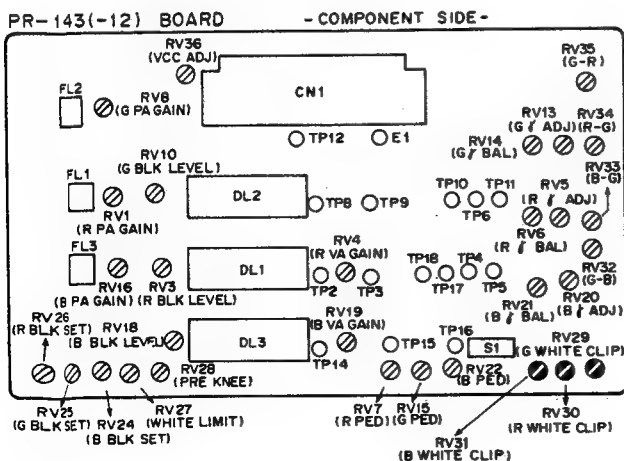 PR-143(-12) BOARD - COMPONENT SIDE -
RV36
(VCC ADJ)
RV35
(G-R)
FL2
RV8
(G PA GAIN)
CN1
RV13
(G γ ADJ)
RV34
(R-G)
TP12
E1
RV14
(G γ BAL)
RV33
(B-G)
RV10
(G BLK LEVEL)
FL1
RV1
(R PA GAIN)
DL2
TP8
TP9
TP10
TP11
TP6
RV5
(R γ ADJ)
RV6
(R γ BAL)
FL3
RV16
(B PA GAIN)
RV3
(R BLK LEVEL)
DL1
RV4
(R VA GAIN)
TP2
TP3
TP18
TP4
TP17
TP5
RV32
(G-B)
RV21
(B γ BAL)
RV20
(B γ ADJ)
RV26
(R BLK SET)
RV18
(B BLK LEVEL)
DL3
RV19
(B VA GAIN)
TP14
TP15
TP16
S1
RV29
(G WHITE CLIP)
RV28
(PRE KNEE)
RV22
(B PED)
RV25
(G BLK SET)
RV24
(B BLK SET)
RV27
(WHITE LIMIT)
RV7
(R PED)
RV15
(G PED)
RV31
(B WHITE CLIP)
RV30
(R WHITE CLIP)